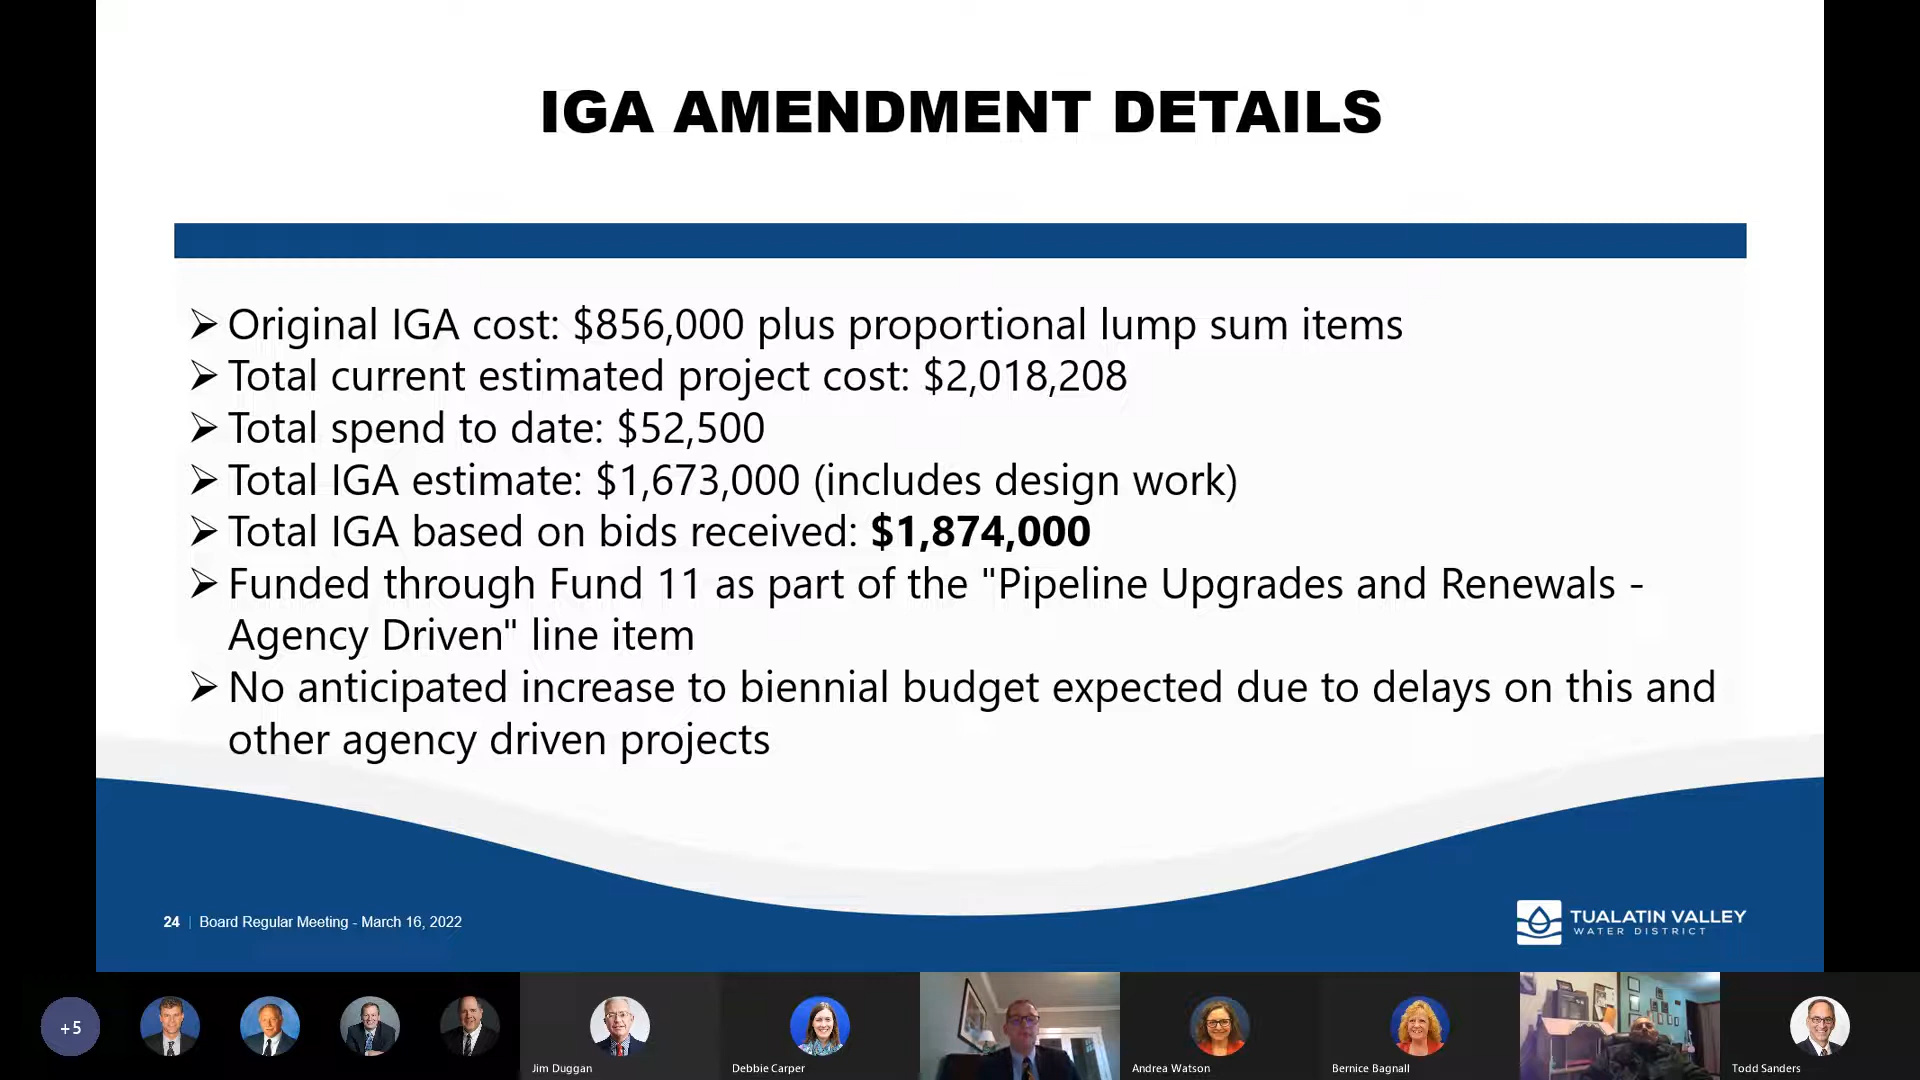 IGA AMENDMENT DETAILS
➢ Original IGA cost: $856,000 plus proportional lump sum items
➢ Total current estimated project cost: $2,018,208
➢ Total spend to date: $52,500
➢ Total IGA estimate: $1,673,000 (includes design work)
➢ Total IGA based on bids received: $1,874,000
➢ Funded through Fund 11 as part of the "Pipeline Upgrades and Renewals -
Agency Driven" line item
➢ No anticipated increase to biennial budget expected due to delays on this and
other agency driven projects
24 | Board Regular Meeting - March 16, 2022
TUALATIN VALLEY
WATER DISTRICT
+5
Jim Duggan
Debbie Carper
Andrea Watson
Bernice Bagnall
Todd Sanders